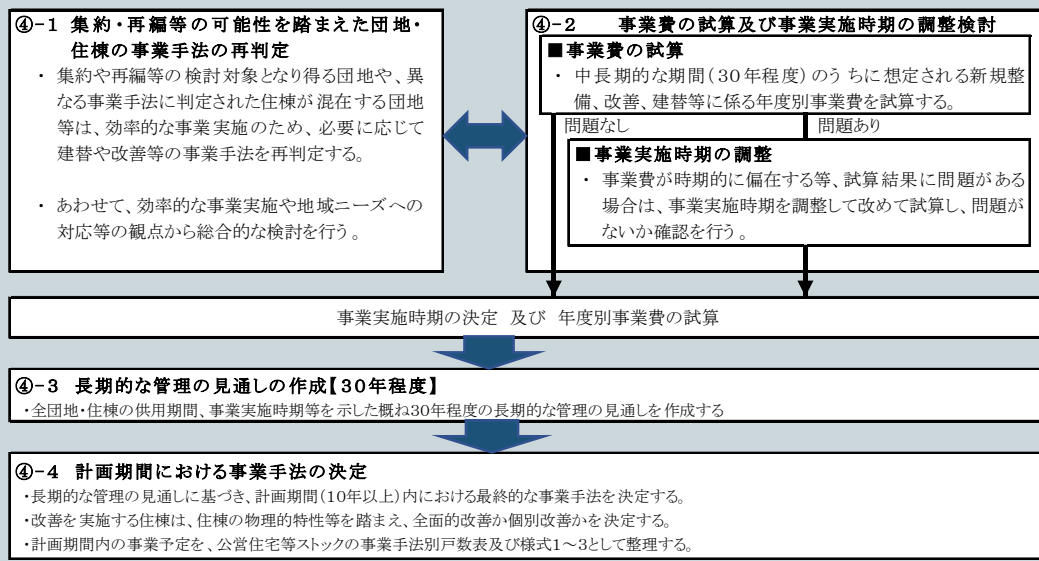 ④-1 集約・再編等の可能性を踏まえた団地・
住棟の事業手法の再判定
・ 集約や再編等の検討対象となり得る団地や、異
なる事業手法に判定された住棟が混在する団地
等は、効率的な事業実施のため、必要に応じて
建替や改善等の事業手法を再判定する。
・ あわせて、効率的な事業実施や地域ニーズへの
対応等の観点から総合的な検討を行う。
④-2 事業費の試算及び事業実施時期の調整検討
■事業費の試算
・ 中長期的な期間(30年程度)のうちに想定される新規整
備、改善、建替等に係る年度別事業費を試算する。
問題なし 問題あり
■事業実施時期の調整
・ 事業費が時期的に偏在する等、試算結果に問題がある
場合は、事業実施時期を調整して改めて試算し、問題が
ないか確認を行う。
事業実施時期の決定 及び 年度別事業費の試算
④-3 長期的な管理の見通しの作成【30年程度】
・全団地・住棟の供用期間、事業実施時期等を示した概ね30年程度の長期的な管理の見通しを作成する
④-4 計画期間における事業手法の決定
・長期的な管理の見通しに基づき、計画期間(10年以上)内における最終的な事業手法を決定する。
・改善を実施する住棟は、住棟の物理的特性等を踏まえ、全面的改善か個別改善かを決定する。
・計画期間内の事業予定を、公営住宅等ストックの事業手法別戸数表及び様式1~3として整理する。